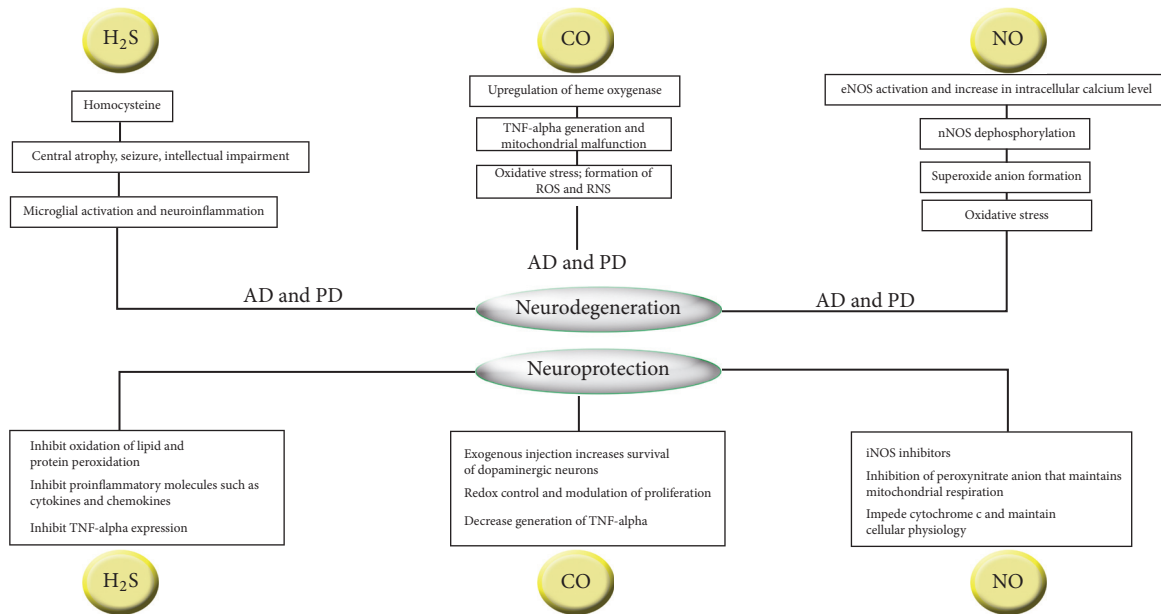 H₂S
CO
NO
Homocysteine
Central atrophy, seizure, intellectual impairment
Microglial activation and neuroinflammation
Upregulation of heme oxygenase
TNF-alpha generation and
mitochondrial malfunction
Oxidative stress; formation of
ROS and RNS
eNOS activation and increase in intracellular calcium level
nNOS dephosphorylation
Superoxide anion formation
Oxidative stress
AD and PD
AD and PD
AD and PD
Neurodegeneration
Neuroprotection
Inhibit oxidation of lipid and
protein peroxidation
Inhibit proinflammatory molecules such as
cytokines and chemokines
Inhibit TNF-alpha expression
Exogenous injection increases survival
of dopaminergic neurons
Redox control and modulation of proliferation
Decrease generation of TNF-alpha
iNOS inhibitors
Inhibition of peroxynitrate anion that maintains
mitochondrial respiration
Impede cytochrome c and maintain
cellular physiology
H₂S
CO
NO